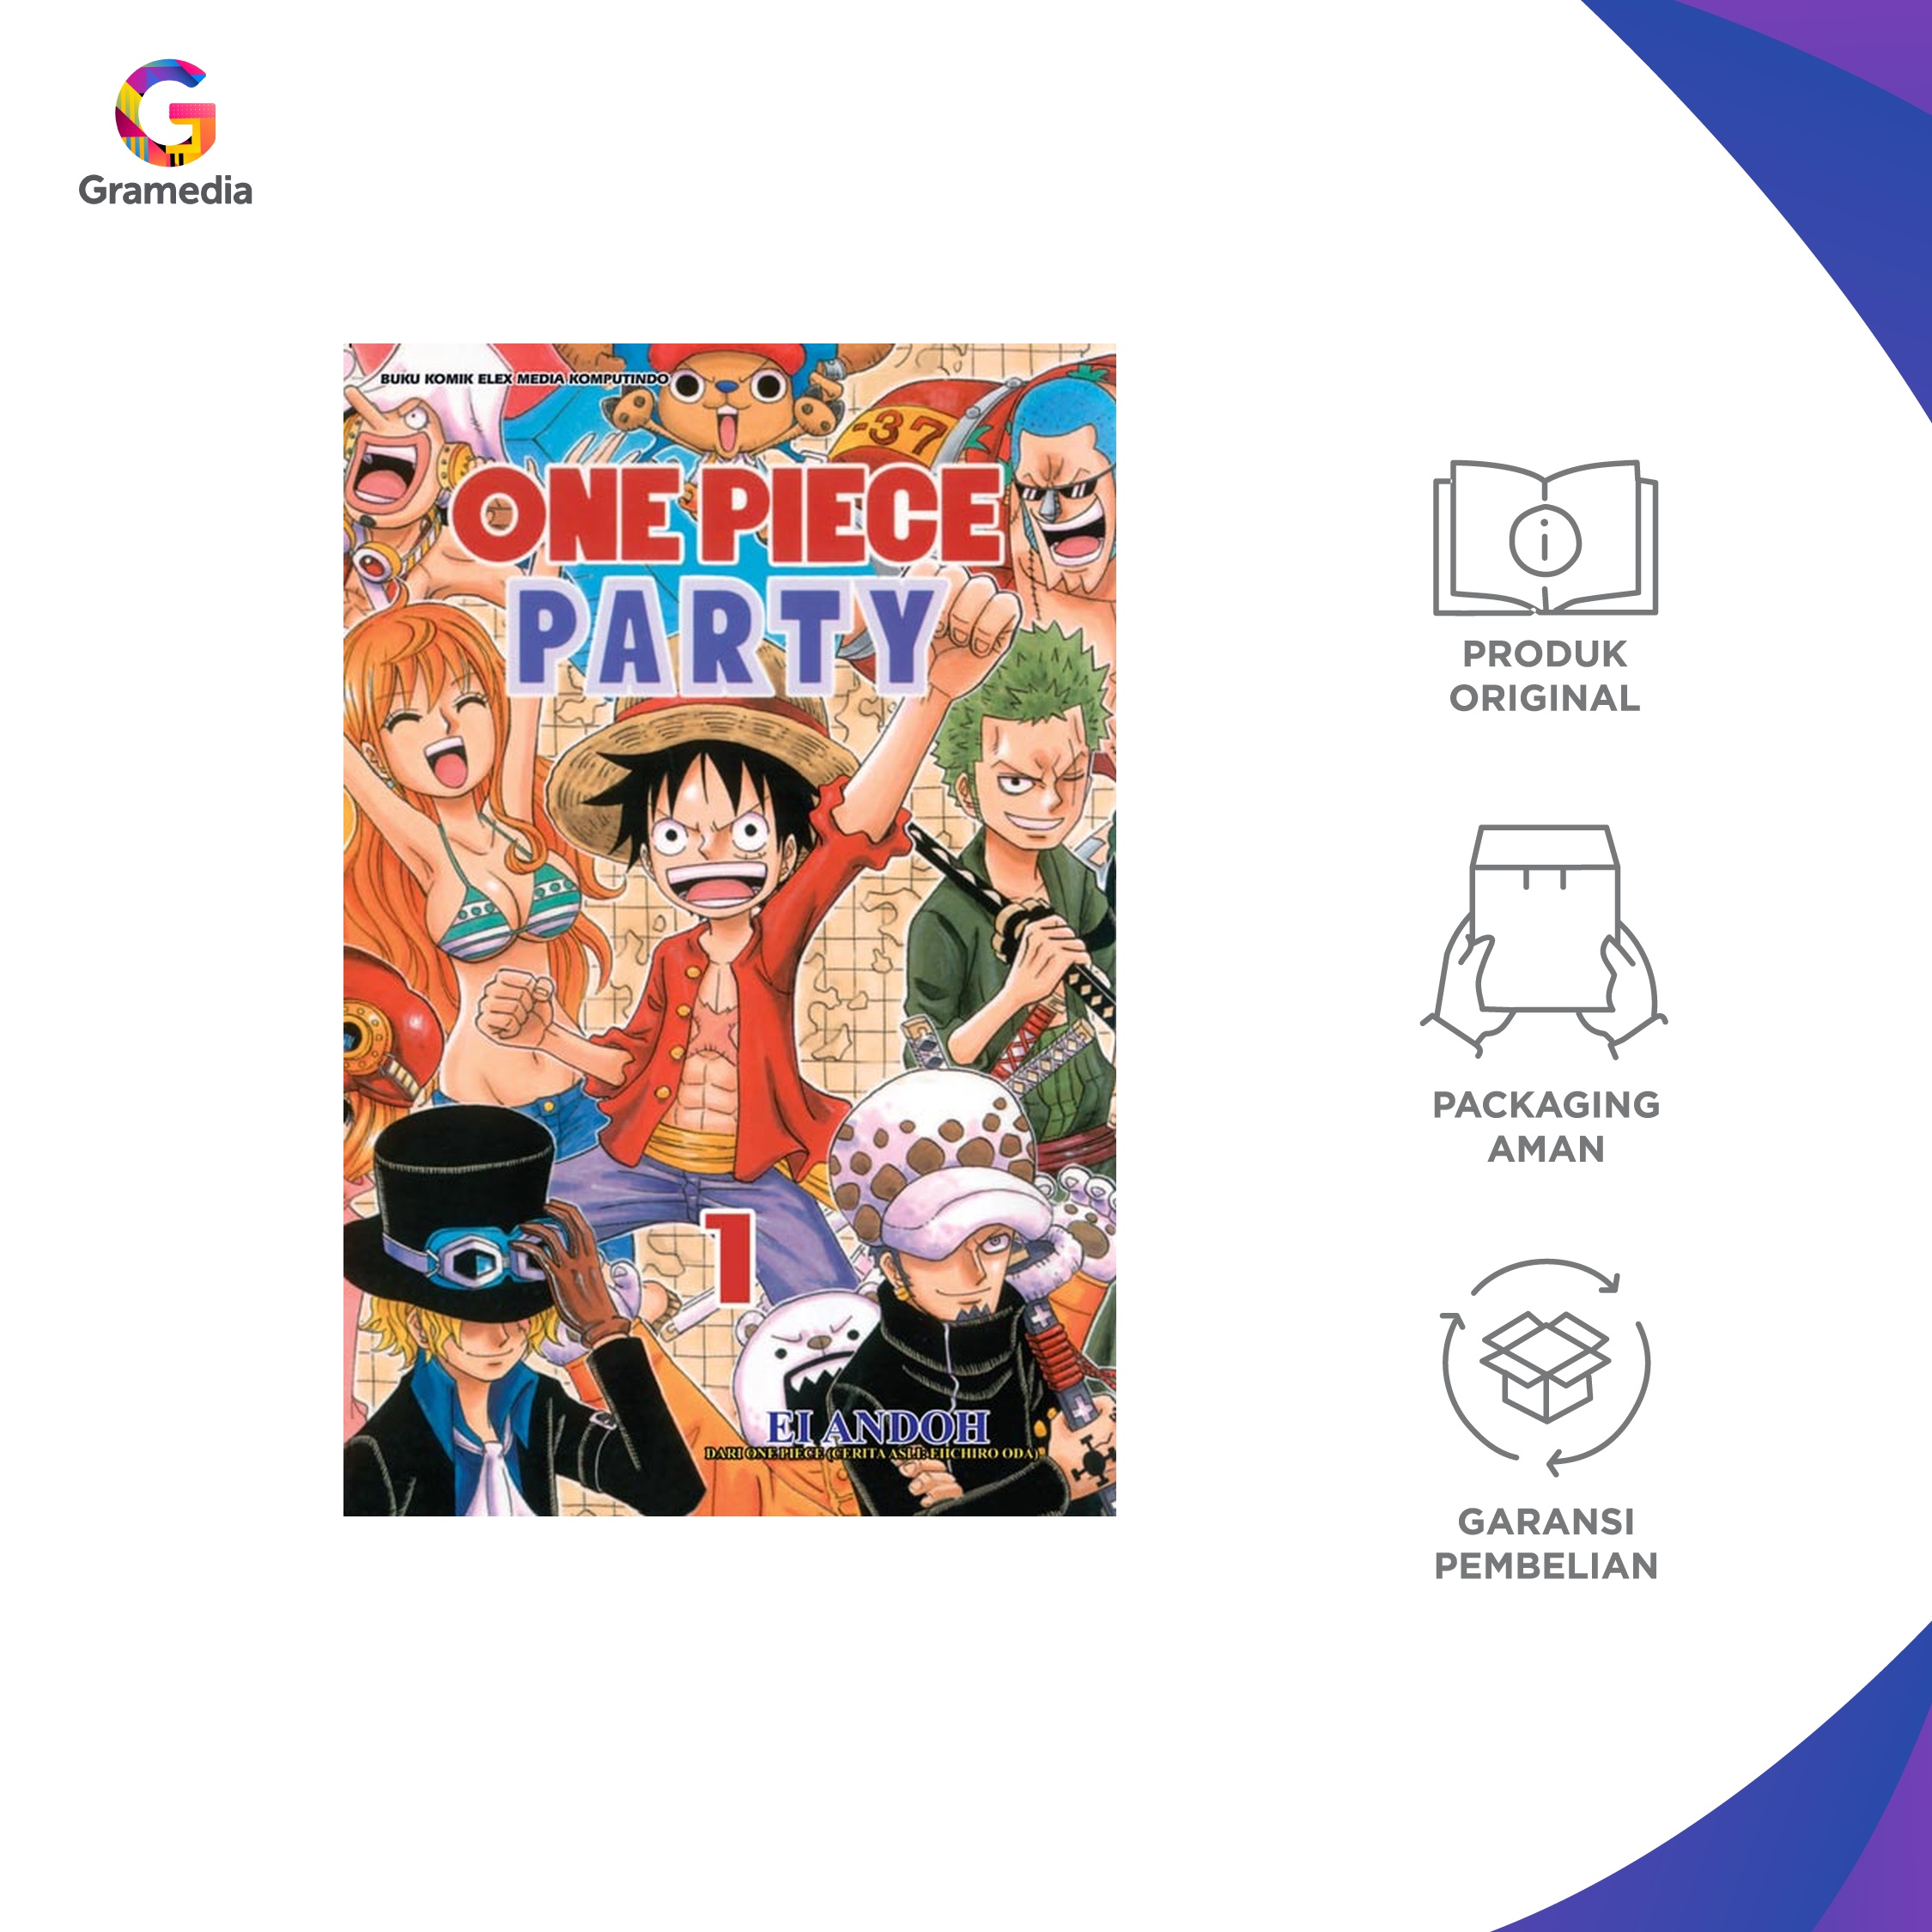 Gramedia
BUKU KOMIK ELEX MEDIA KOMPUTINDO
-37
ONE PIECE
PARTY
1
EI ANDOH
DARI ONE PIECE (CERITA ASLI: EIICHIRO ODA)
PRODUK
ORIGINAL
PACKAGING
AMAN
GARANSI
PEMBELIAN